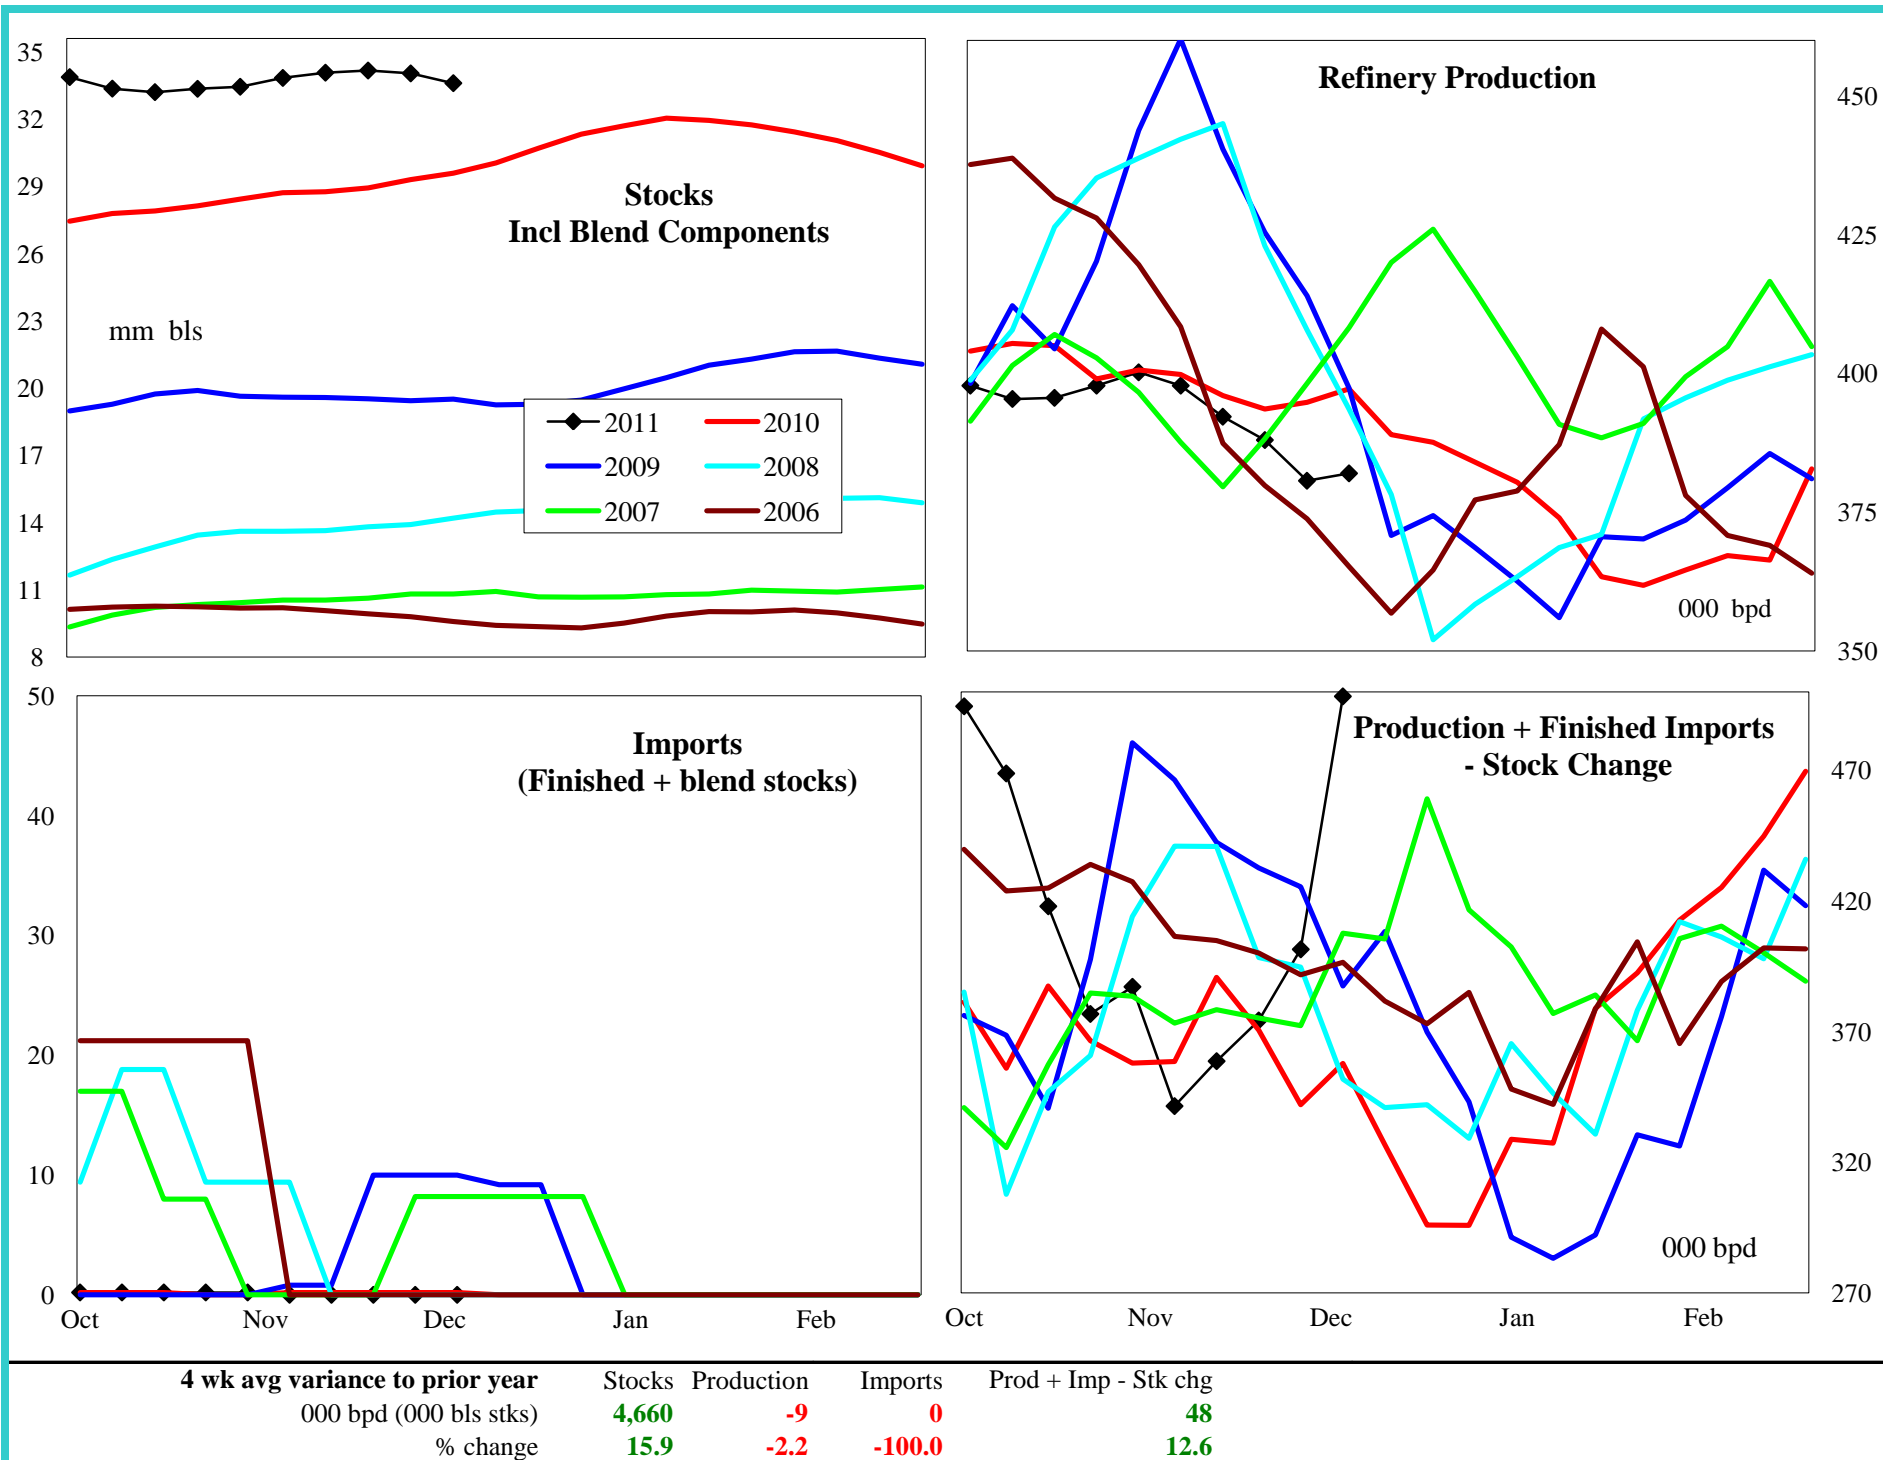 35
32
29
26
23
20
17
14
11
8
Stocks
Incl Blend Components
mm bls
2011
2010
2009
2008
2007
2006
Refinery Production
450
425
400
375
350
000 bpd
50
40
30
20
10
0
Imports
(Finished + blend stocks)
Oct Nov Dec Jan Feb
Production + Finished Imports
- Stock Change
470
420
370
320
270
000 bpd
Oct Nov Dec Jan Feb
4 wk avg variance to prior year Stocks Production Imports Prod + Imp - Stk chg
000 bpd (000 bls stks) 4,660 -9 0 48
% change 15.9 -2.2 -100.0 12.6